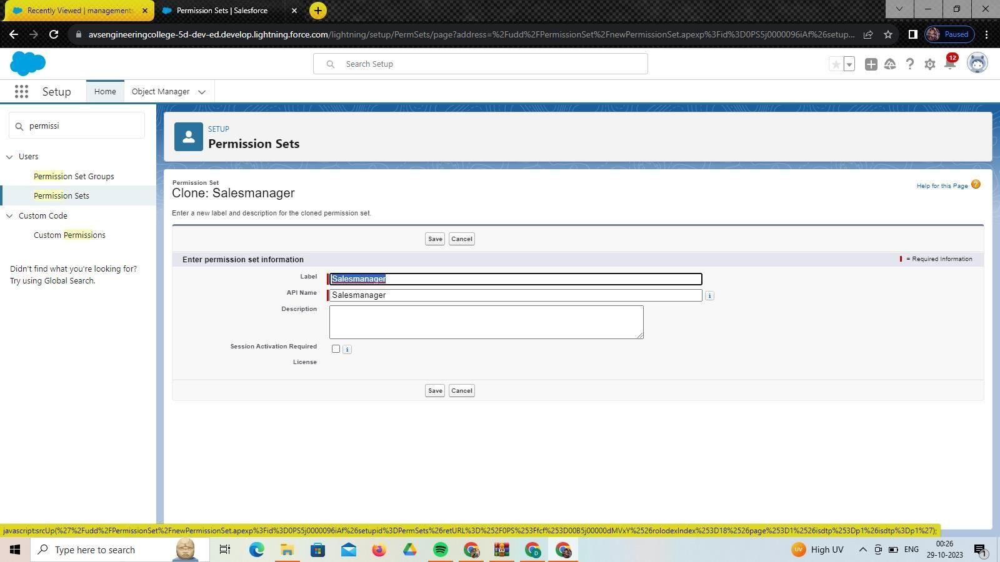 Recently Viewed | managements
Permission Sets | Salesforce
avsengineeringcollege-5d-dev-ed.develop.lightning.force.com/lightning/setup/PermSets/page?address=%2Fudd%2FPermissionSet%2FnewPermissionSet.apexp%3Fid%3D0PS5j0000096iAf%26setup...
Paused
Search Setup
12
Setup
Home
Object Manager
permissi
Users
Permission Set Groups
Permission Sets
Custom Code
Custom Permissions
Didn't find what you're looking for?
Try using Global Search.
SETUP
Permission Sets
Permission Set
Clone: Salesmanager
Help for this Page
Enter a new label and description for the cloned permission set.
Save Cancel
Enter permission set information
= Required Information
Label Salesmanager
API Name Salesmanager
Description
Session Activation Required
License
Save Cancel
javascript:srcUp(%27%2Fudd%2FPermissionSet%2FnewPermissionSet.apexp%3Fid%3D0PS5j0000096iAf%26setupid%3DPermSets%26retURL%3D%252F0PS%253Ffcf%253D00B5j00000dMVxY%2526rolodexIndex%253D18%2526page%253D1%2526isdtp%253Dp1%26isdtp%3Dp1%27);
Type here to search
UV
High UV
ENG
00:26
29-10-2023
1